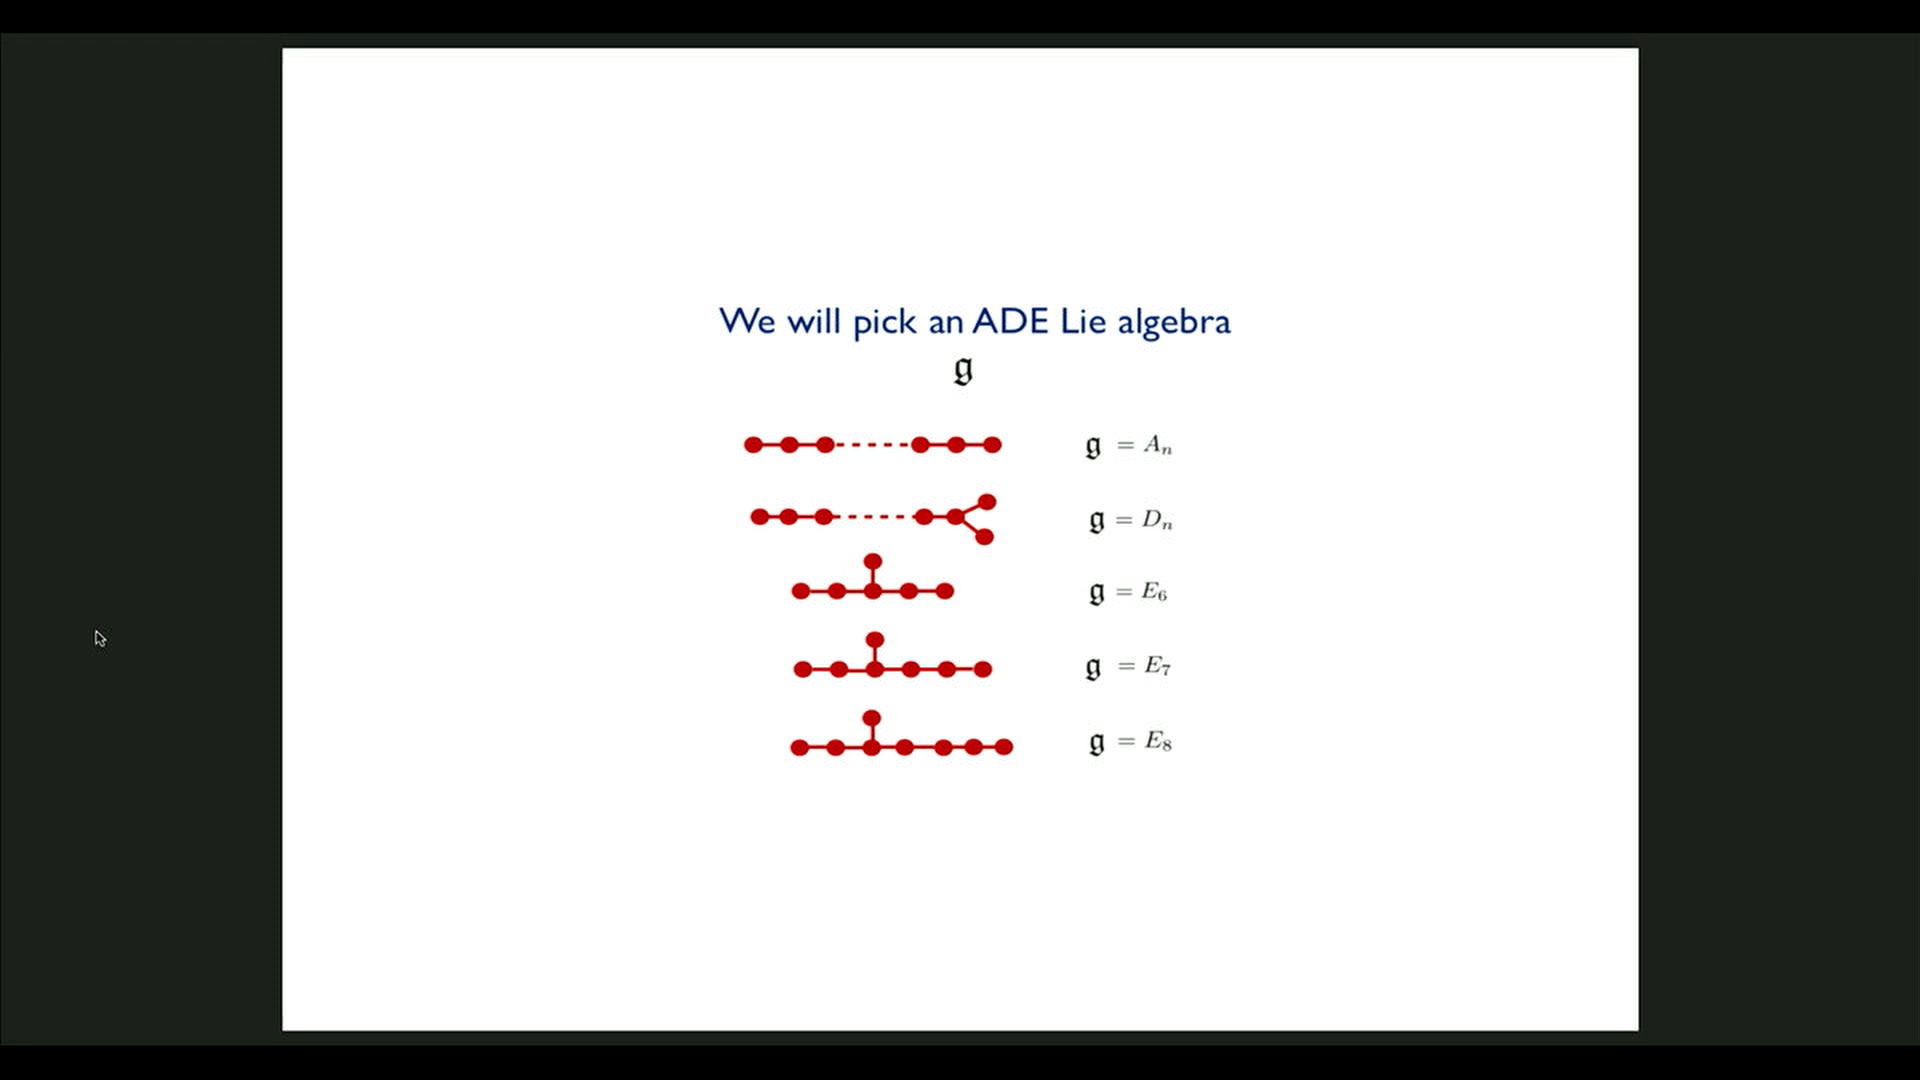 We will pick an ADE Lie algebra
𝔤
𝔤 = Aₙ
𝔤 = Dₙ
𝔤 = E₆
𝔤 = E₇
𝔤 = E₈